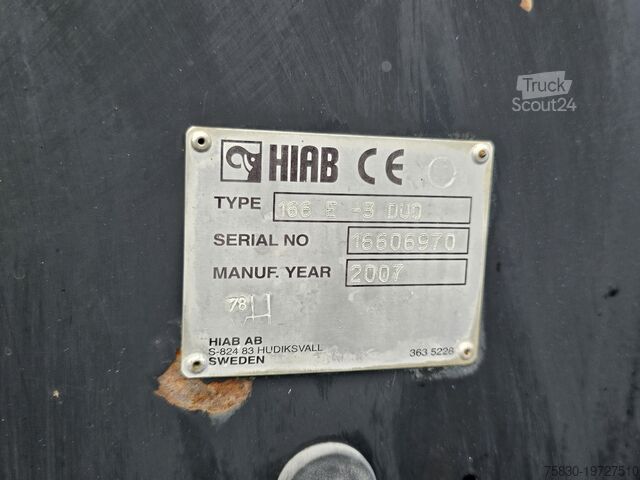 Truck
Scout24
HIAB CE
TYPE 166 E -3 DUO
SERIAL NO 16606970
MANUF. YEAR 2007
78 H
HIAB AB
S-824 83 HUDIKSVALL
SWEDEN
363 5226
75830-19727510